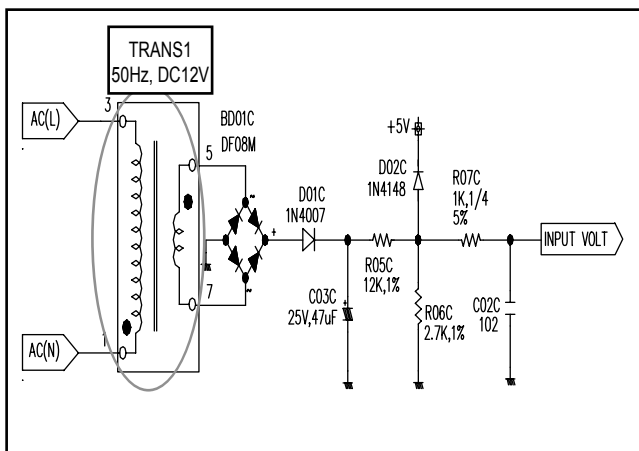 TRANS1
50Hz, DC12V
AC(L)
3
5
BD01C
DF08M
~
+
7
~
D01C
1N4007
+5V
D02C
1N4148
R07C
1K,1/4
5%
INPUT VOLT
R05C
12K,1%
C03C
25V,47uF
+
R06C
2.7K,1%
C02C
102
AC(N)
1